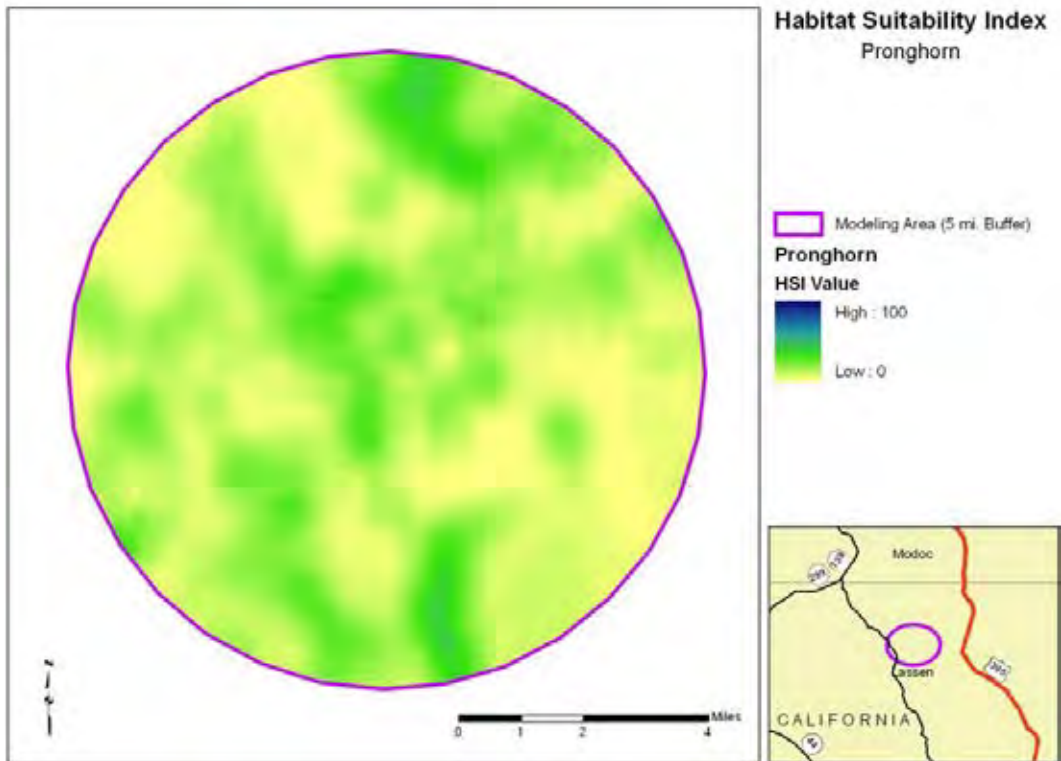 Habitat Suitability Index
Pronghorn
Modeling Area (5 mi. Buffer)
Pronghorn
HSI Value
High : 100
Low : 0
Miles
0 1 2 4
Modoc
299 139
395
Lassen
CALIFORNIA
44